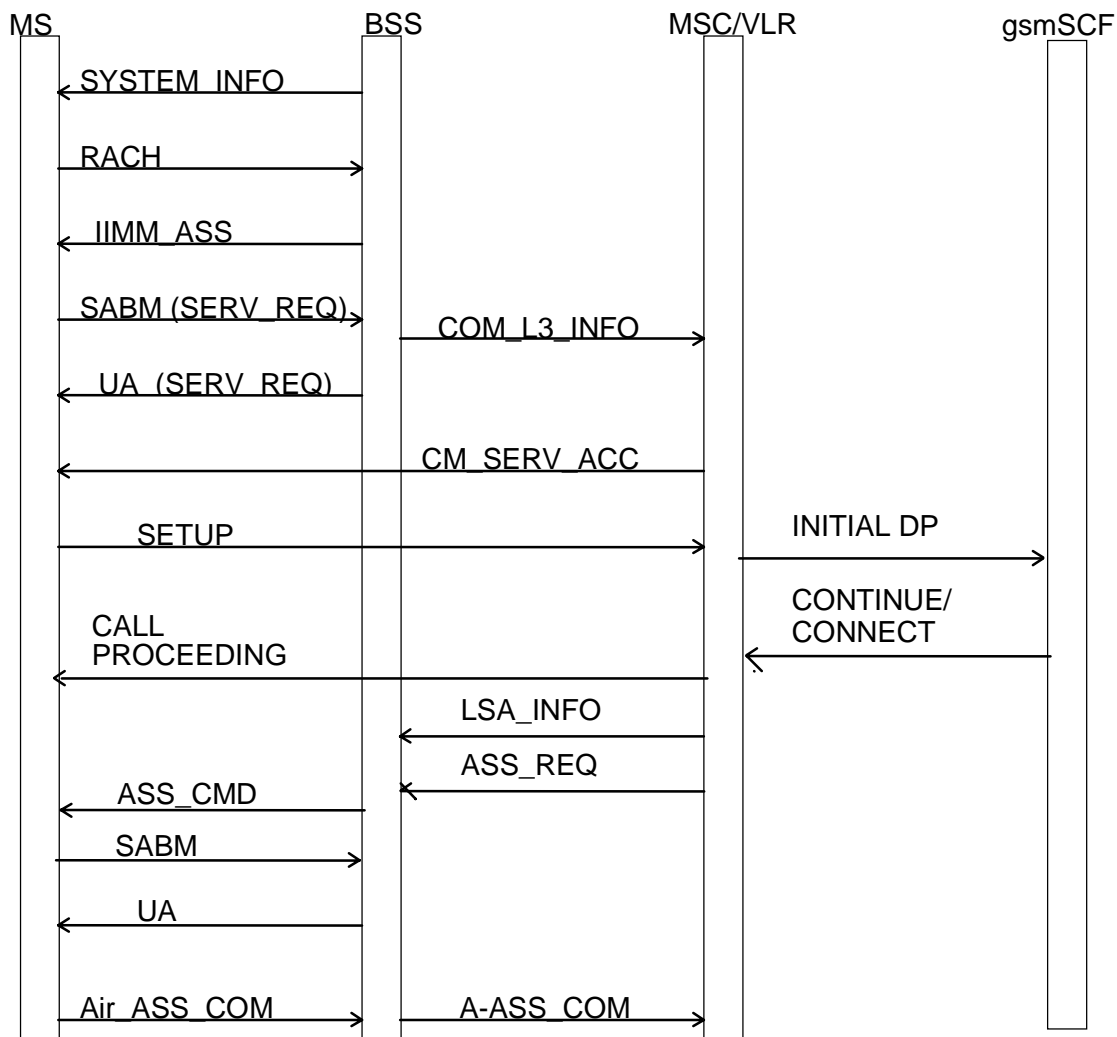 MS BSS MSC/VLR gsmSCF
SYSTEM_INFO
RACH
IIMM_ASS
SABM (SERV_REQ)
COM_L3_INFO
UA (SERV_REQ)
CM_SERV_ACC
SETUP
INITIAL DP
CONTINUE/
CONNECT
CALL
PROCEEDING
LSA_INFO
ASS_REQ
ASS_CMD
SABM
UA
Air_ASS_COM
A-ASS_COM